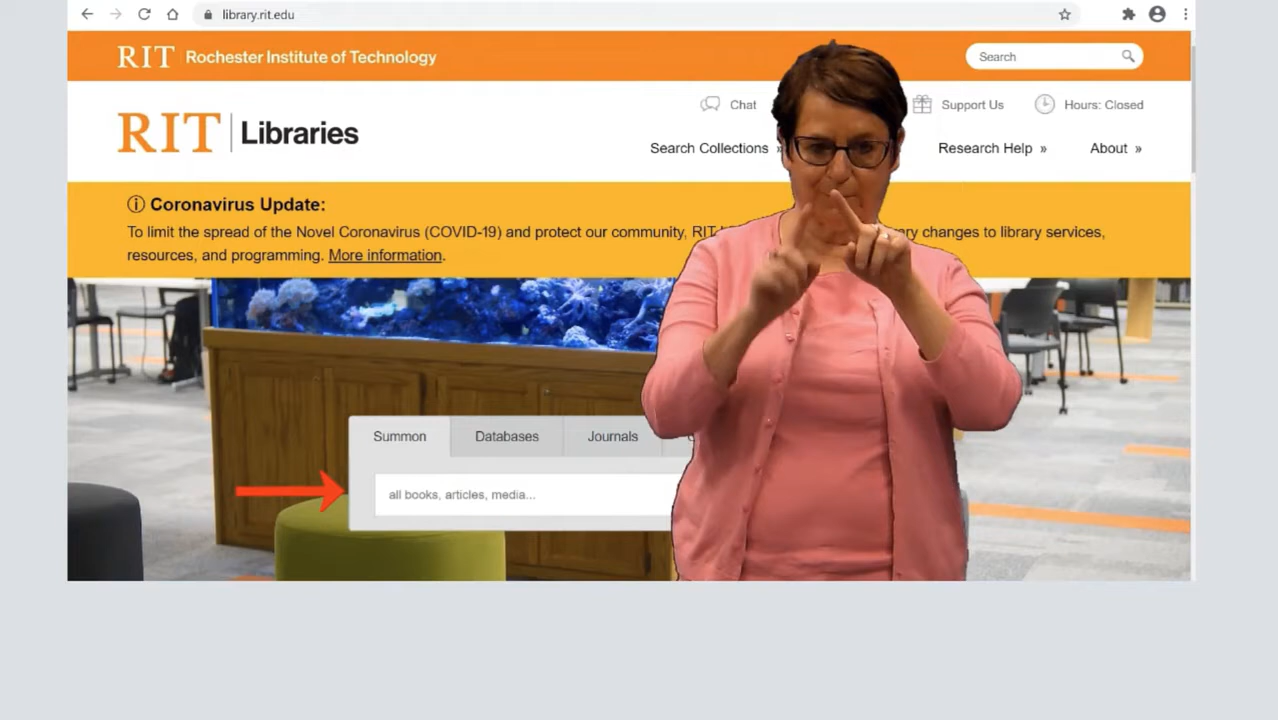 library.rit.edu
RIT Rochester Institute of Technology
Search
Chat
Support Us
Hours: Closed
RIT Libraries
Search Collections »
Research Help »
About »
Coronavirus Update:
To limit the spread of the Novel Coronavirus (COVID-19) and protect our community, RIT changes to library services,
resources, and programming. More information.
Summon
Databases
Journals
all books, articles, media...